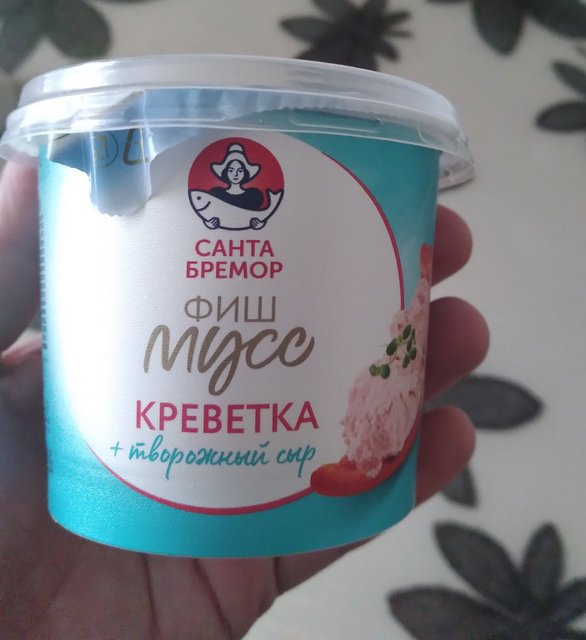 САНТА
БРЕМОР
ФИШ
мусс
КРЕВЕТКА
+ творожный сыр